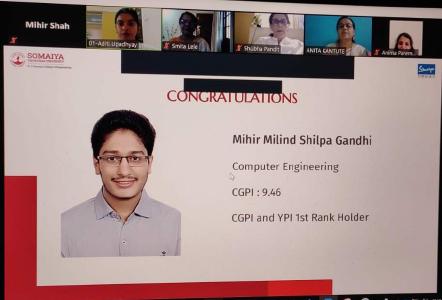 Mihir Shah
01-Aditi Upadhyay
Smita Lele
Shubha Pandit
ANITA GANTUTE
Anima Parem
SOMAIYA
CONGRATULATIONS
Mihir Milind Shilpa Gandhi
Computer Engineering
CGPI : 9.46
CGPI and YPI 1st Rank Holder